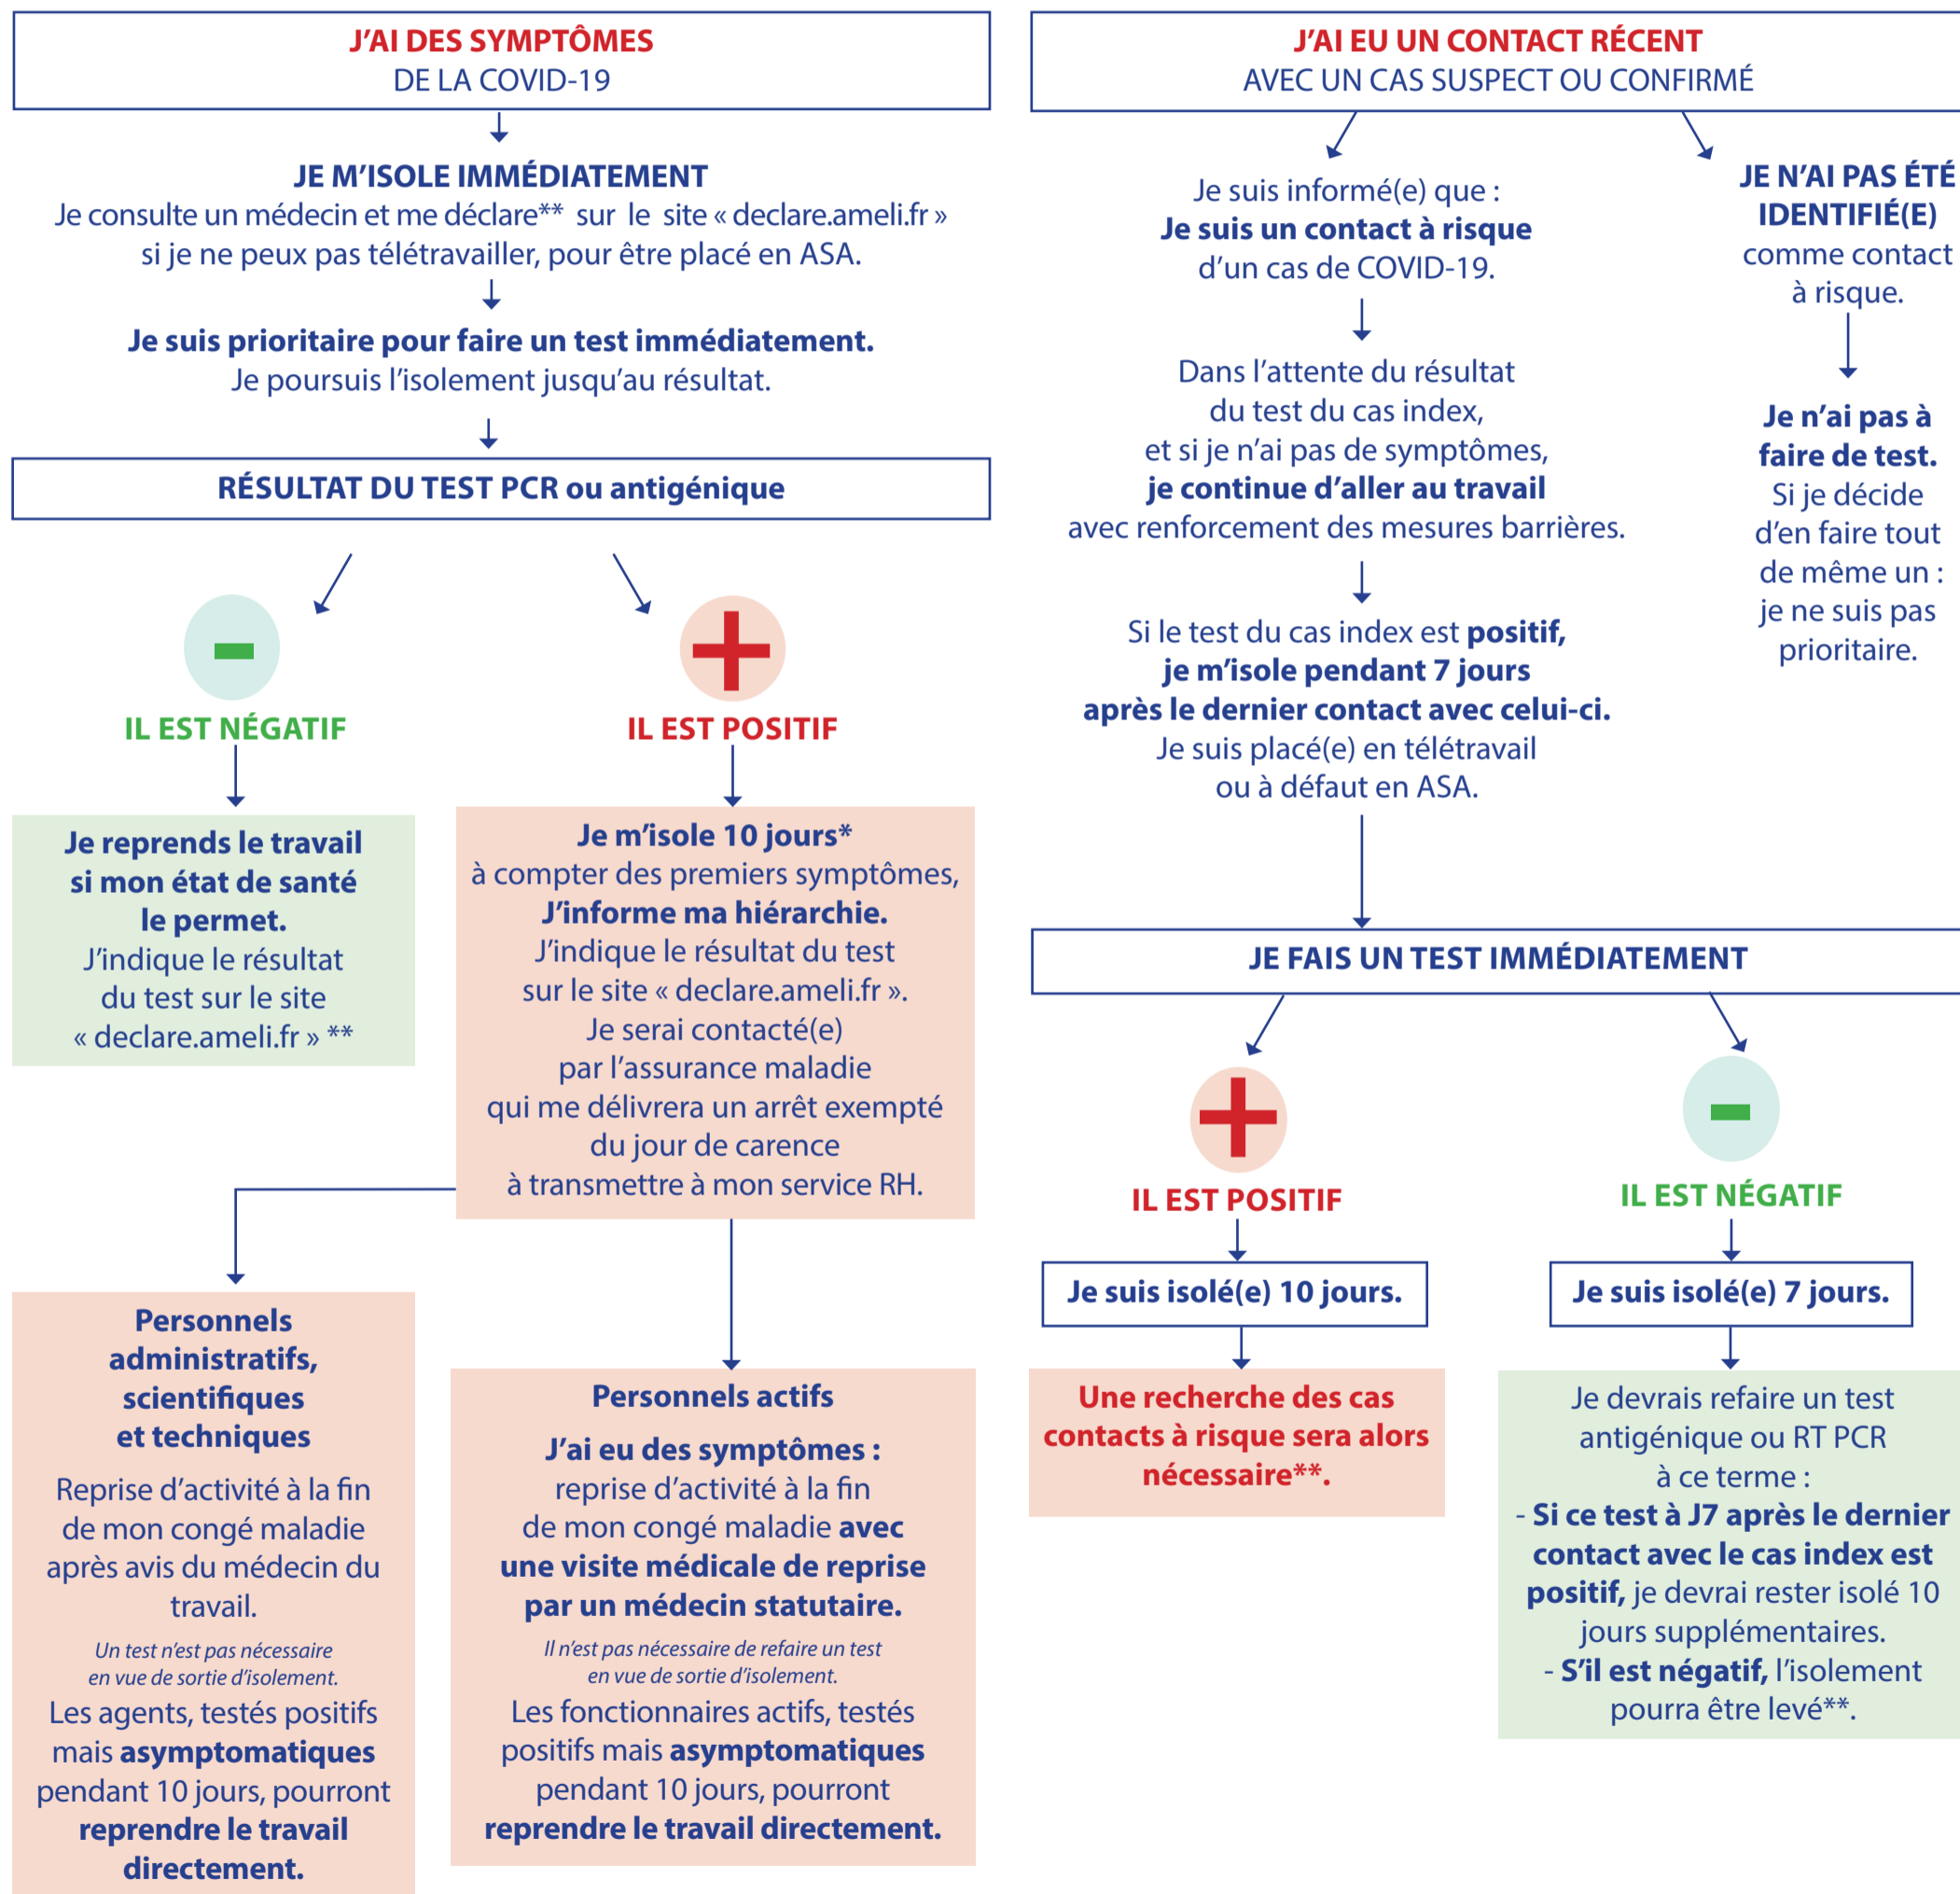 J'AI DES SYMPTÔMES
DE LA COVID-19
JE M'ISOLE IMMÉDIATEMENT
Je consulte un médecin et me déclare** sur le site « declare.ameli.fr »
si je ne peux pas télétravailler, pour être placé en ASA.
Je suis prioritaire pour faire un test immédiatement.
Je poursuis l'isolement jusqu'au résultat.
RÉSULTAT DU TEST PCR ou antigénique
IL EST NÉGATIF
Je reprends le travail
si mon état de santé
le permet.
J'indique le résultat
du test sur le site
« declare.ameli.fr » **
IL EST POSITIF
Je m'isole 10 jours*
à compter des premiers symptômes,
J'informe ma hiérarchie.
J'indique le résultat du test
sur le site « declare.ameli.fr ».
Je serai contacté(e)
par l'assurance maladie
qui me délivrera un arrêt exempté
du jour de carence
à transmettre à mon service RH.
Personnels
administratifs,
scientifiques
et techniques
Reprise d'activité à la fin
de mon congé maladie
après avis du médecin du
travail.
Un test n'est pas nécessaire
en vue de sortie d'isolement.
Les agents, testés positifs
mais asymptomatiques
pendant 10 jours, pourront
reprendre le travail
directement.
Personnels actifs
J'ai eu des symptômes :
reprise d'activité à la fin
de mon congé maladie avec
une visite médicale de reprise
par un médecin statutaire.
Il n'est pas nécessaire de refaire un test
en vue de sortie d'isolement.
Les fonctionnaires actifs, testés
positifs mais asymptomatiques
pendant 10 jours, pourront
reprendre le travail directement.
J'AI EU UN CONTACT RÉCENT
AVEC UN CAS SUSPECT OU CONFIRMÉ
Je suis informé(e) que :
Je suis un contact à risque
d'un cas de COVID-19.
Dans l'attente du résultat
du test du cas index,
et si je n'ai pas de symptômes,
je continue d'aller au travail
avec renforcement des mesures barrières.
Si le test du cas index est positif,
je m'isole pendant 7 jours
après le dernier contact avec celui-ci.
Je suis placé(e) en télétravail
ou à défaut en ASA.
JE N'AI PAS ÉTÉ
IDENTIFIÉ(E)
comme contact
à risque.
Je n'ai pas à
faire de test.
Si je décide
d'en faire tout
de même un :
je ne suis pas
prioritaire.
JE FAIS UN TEST IMMÉDIATEMENT
IL EST POSITIF
Je suis isolé(e) 10 jours.
Une recherche des cas
contacts à risque sera alors
nécessaire**.
IL EST NÉGATIF
Je suis isolé(e) 7 jours.
Je devrais refaire un test
antigénique ou RT PCR
à ce terme :
- Si ce test à J7 après le dernier
contact avec le cas index est
positif, je devrai rester isolé 10
jours supplémentaires.
- S'il est négatif, l'isolement
pourra être levé**.